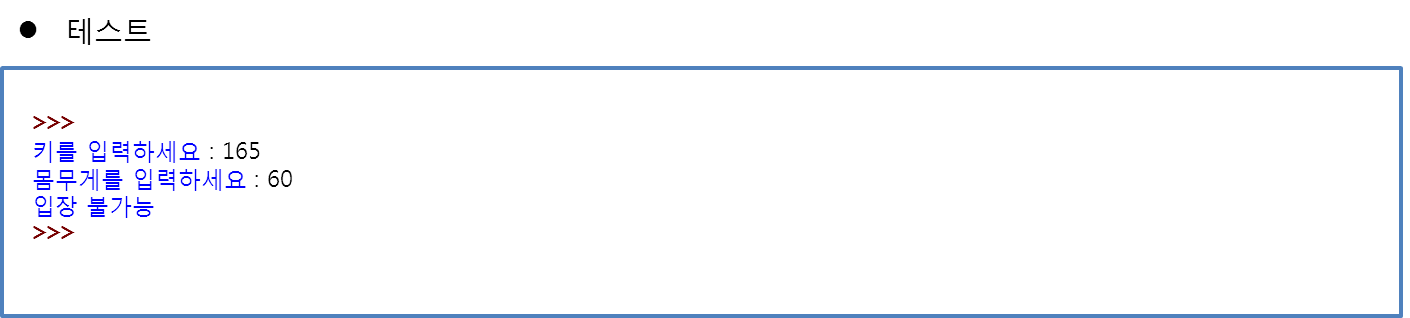 ● 테스트
>>>
키를 입력하세요 : 165
몸무게를 입력하세요 : 60
입장 불가능
>>>